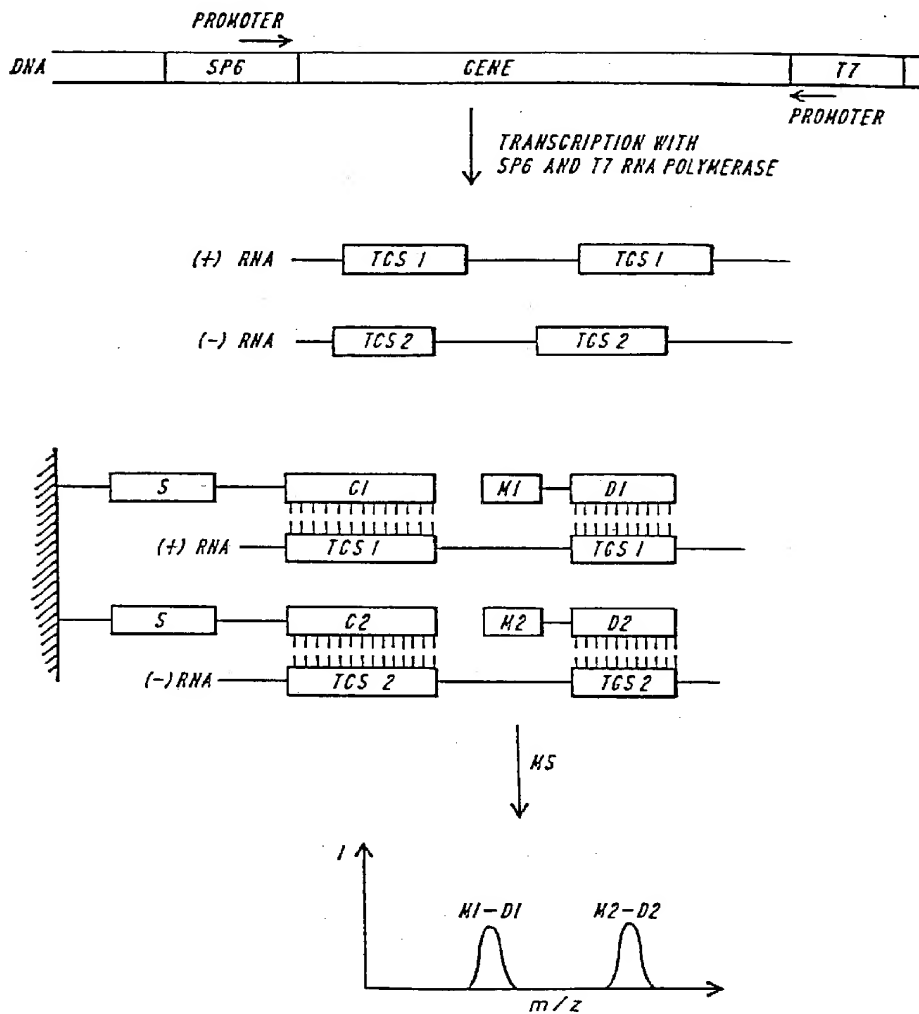 PROMOTER
DNA SP6 GENE T7
PROMOTER
TRANSCRIPTION WITH
SP6 AND T7 RNA POLYMERASE
(+) RNA TCS 1 TCS 1
(-) RNA TCS 2 TCS 2
S C1 M1 D1
(+) RNA TCS 1 TCS 1
S C2 M2 D2
(-) RNA TCS 2 TCS 2
MS
I
M1-D1 M2-D2
m/z